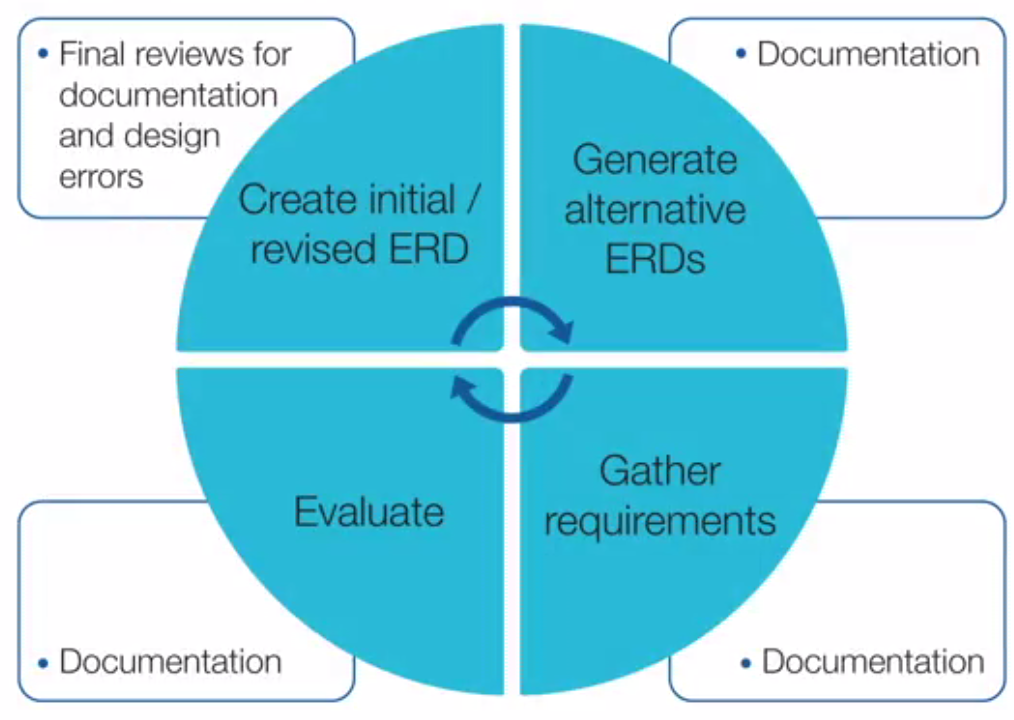 • Final reviews for
documentation
and design
errors
Create initial /
revised ERD
• Documentation
Generate
alternative
ERDs
Evaluate
• Documentation
Gather
requirements
• Documentation